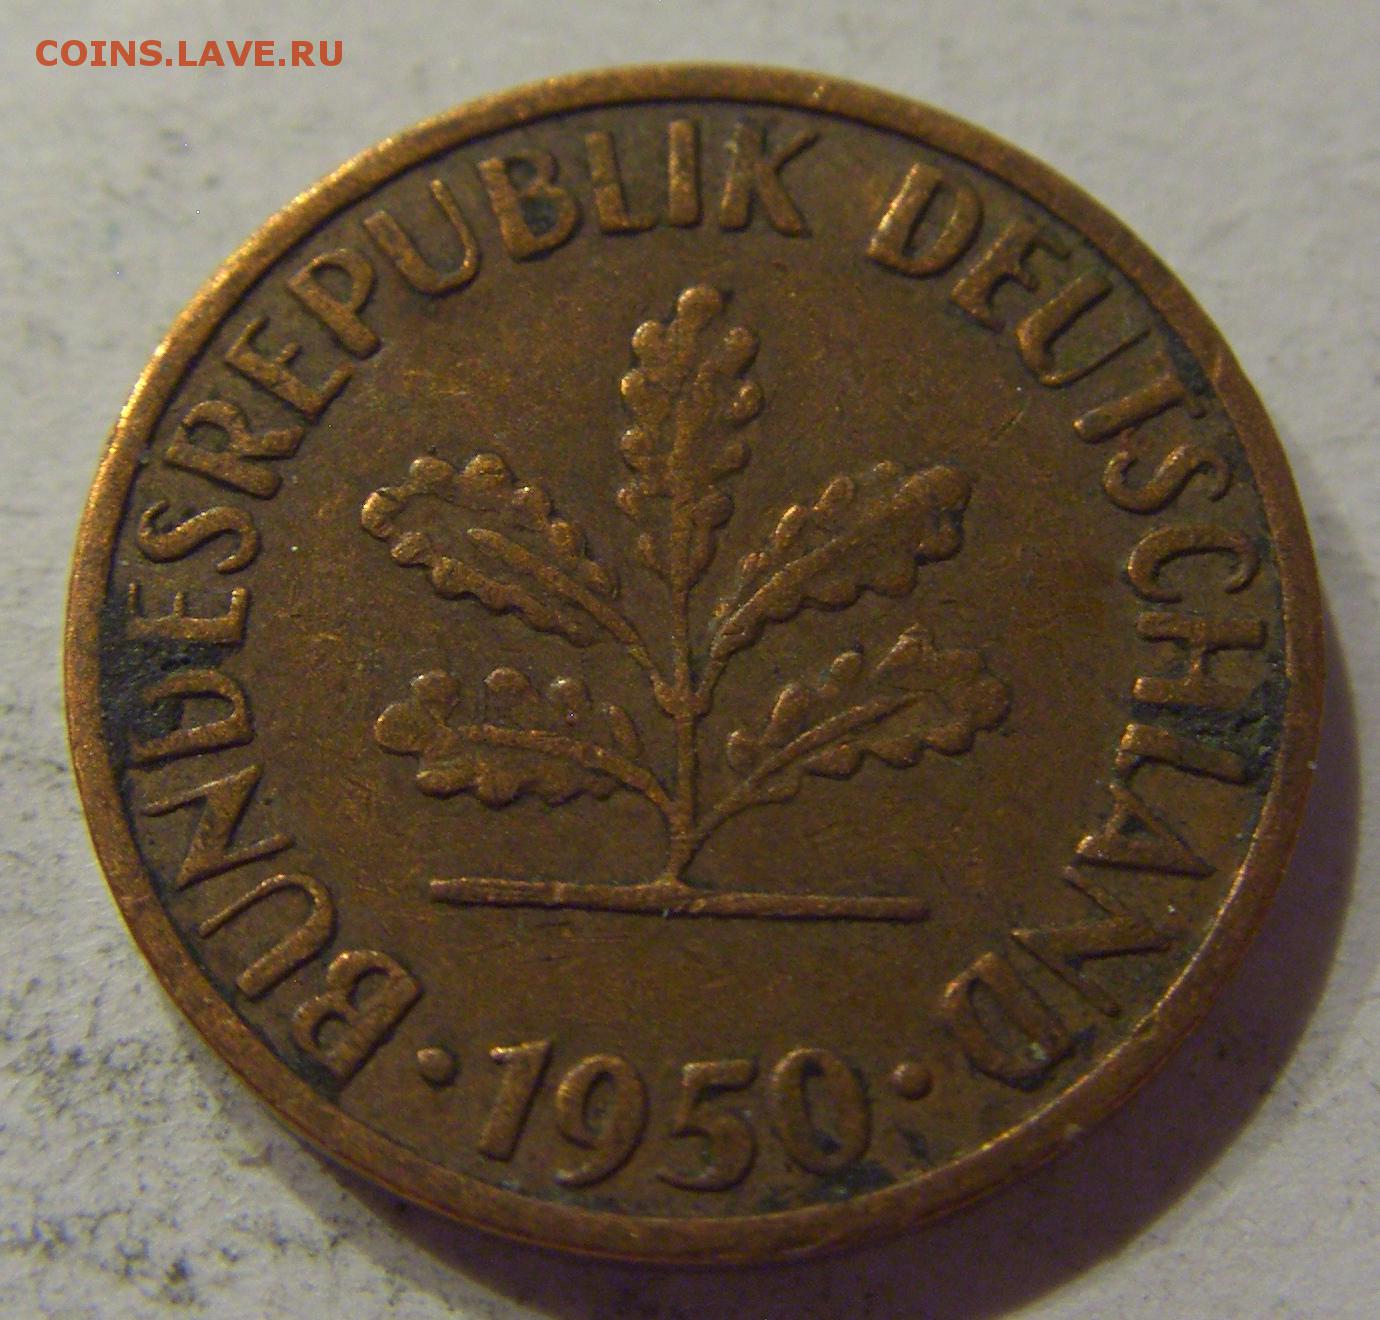 COINS.LAVE.RU
BUNDESREPUBLIK DEUTSCHLAND
· 1950 ·